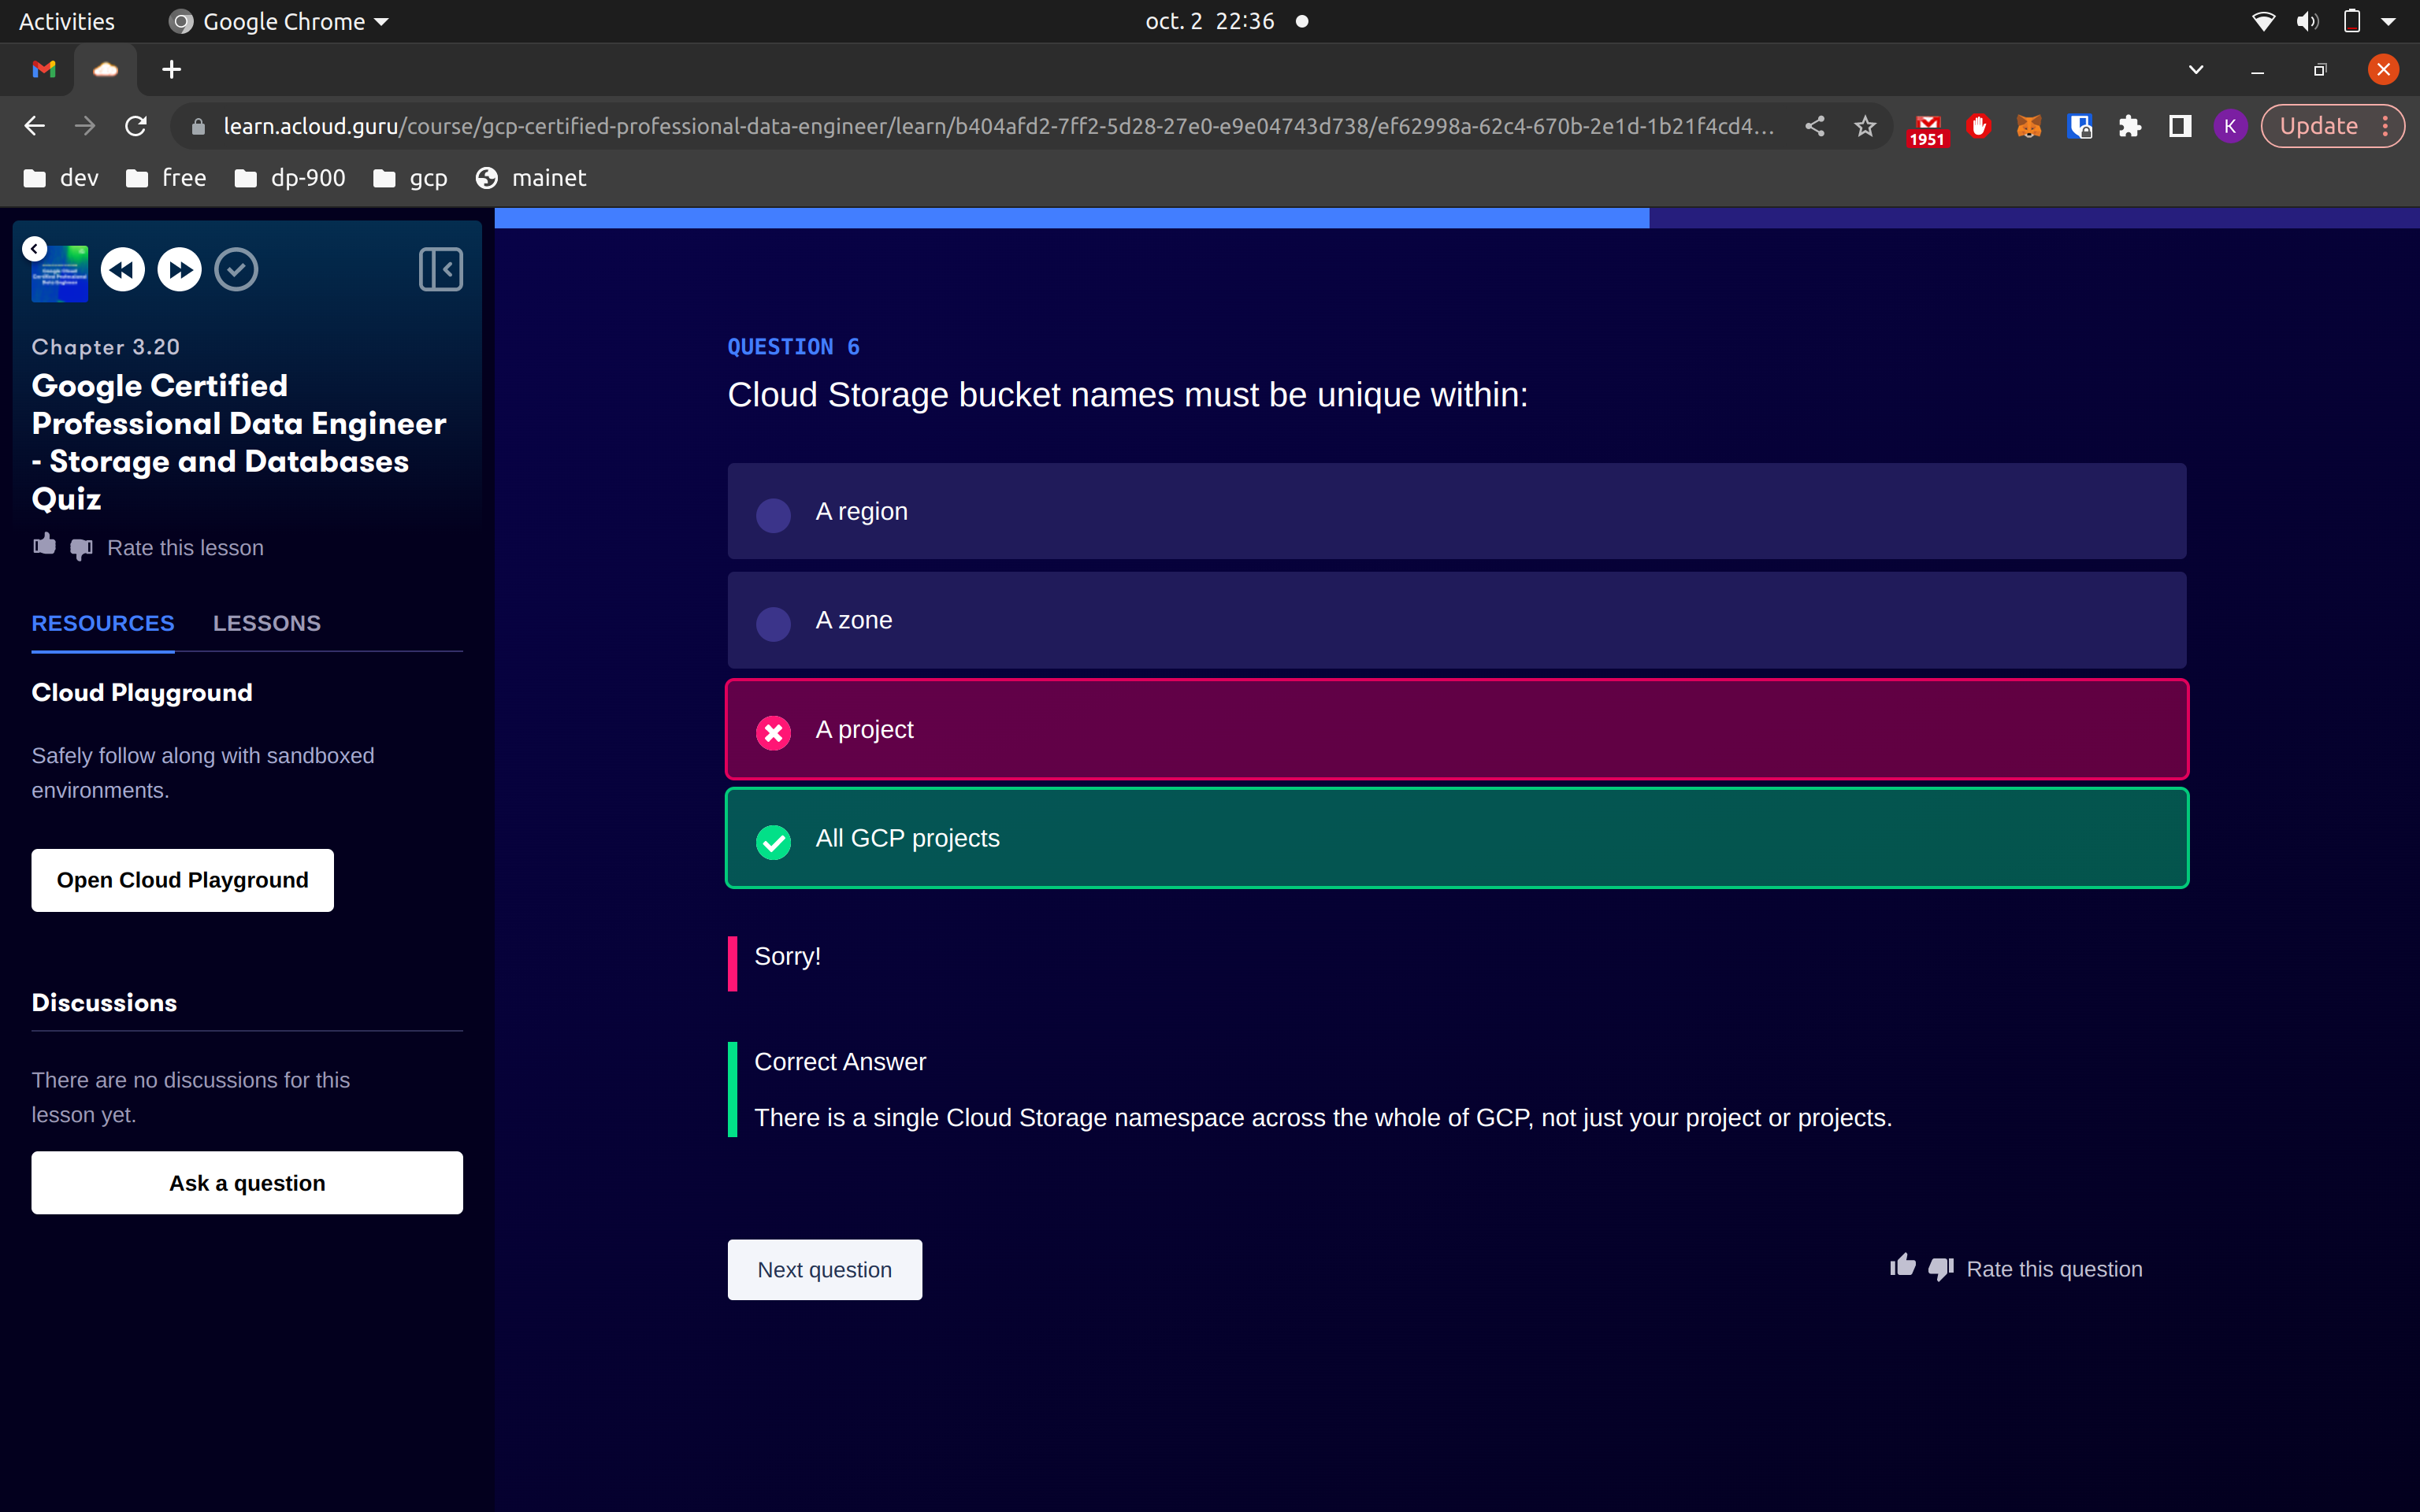 Activities
Google Chrome
oct. 2 22:36
learn.acloud.guru/course/gcp-certified-professional-data-engineer/learn/b404afd2-7ff2-5d28-27e0-e9e04743d738/ef62998a-62c4-670b-2e1d-1b21f4cd4...
1951
K
Update
dev
free
dp-900
gcp
mainet
Chapter 3.20
Google Certified
Professional Data Engineer
- Storage and Databases
Quiz
Rate this lesson
RESOURCES
LESSONS
Cloud Playground
Safely follow along with sandboxed
environments.
Open Cloud Playground
Discussions
There are no discussions for this
lesson yet.
Ask a question
QUESTION 6
Cloud Storage bucket names must be unique within:
A region
A zone
A project
All GCP projects
Sorry!
Correct Answer
There is a single Cloud Storage namespace across the whole of GCP, not just your project or projects.
Next question
Rate this question